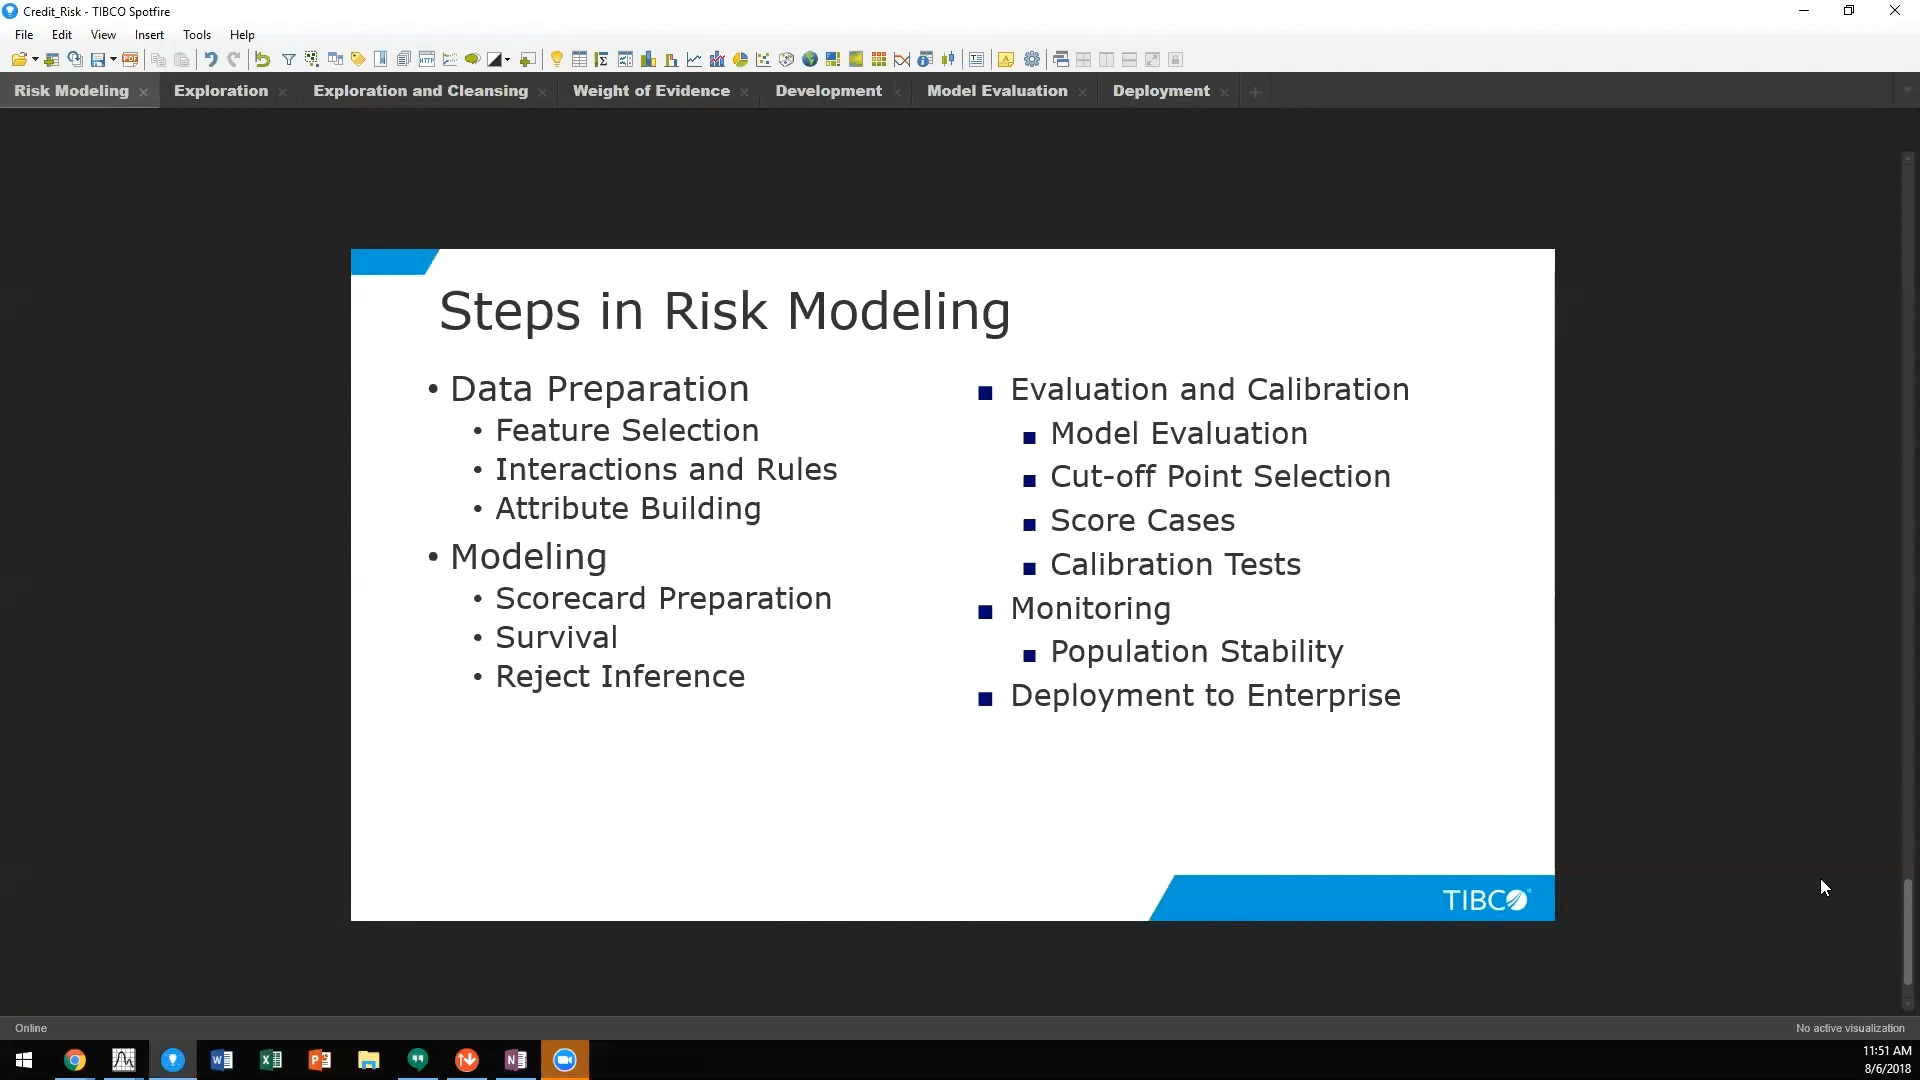 Credit_Risk - TIBCO Spotfire
File Edit View Insert Tools Help
Risk Modeling Exploration Exploration and Cleansing Weight of Evidence Development Model Evaluation Deployment
Steps in Risk Modeling
• Data Preparation
• Feature Selection
• Interactions and Rules
• Attribute Building
• Modeling
• Scorecard Preparation
• Survival
• Reject Inference
■ Evaluation and Calibration
■ Model Evaluation
■ Cut-off Point Selection
■ Score Cases
■ Calibration Tests
■ Monitoring
■ Population Stability
■ Deployment to Enterprise
TIBCO
Online
No active visualization
11:51 AM
8/6/2018